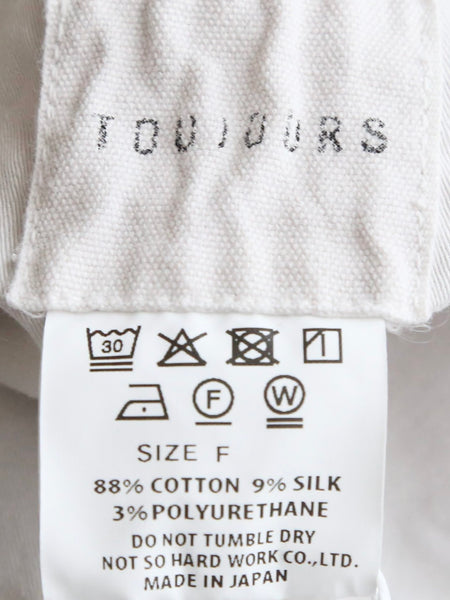 TOUJOURS
30
F W
SIZE F
88% COTTON 9% SILK
3% POLYURETHANE
DO NOT TUMBLE DRY
NOT SO HARD WORK CO.,LTD.
MADE IN JAPAN